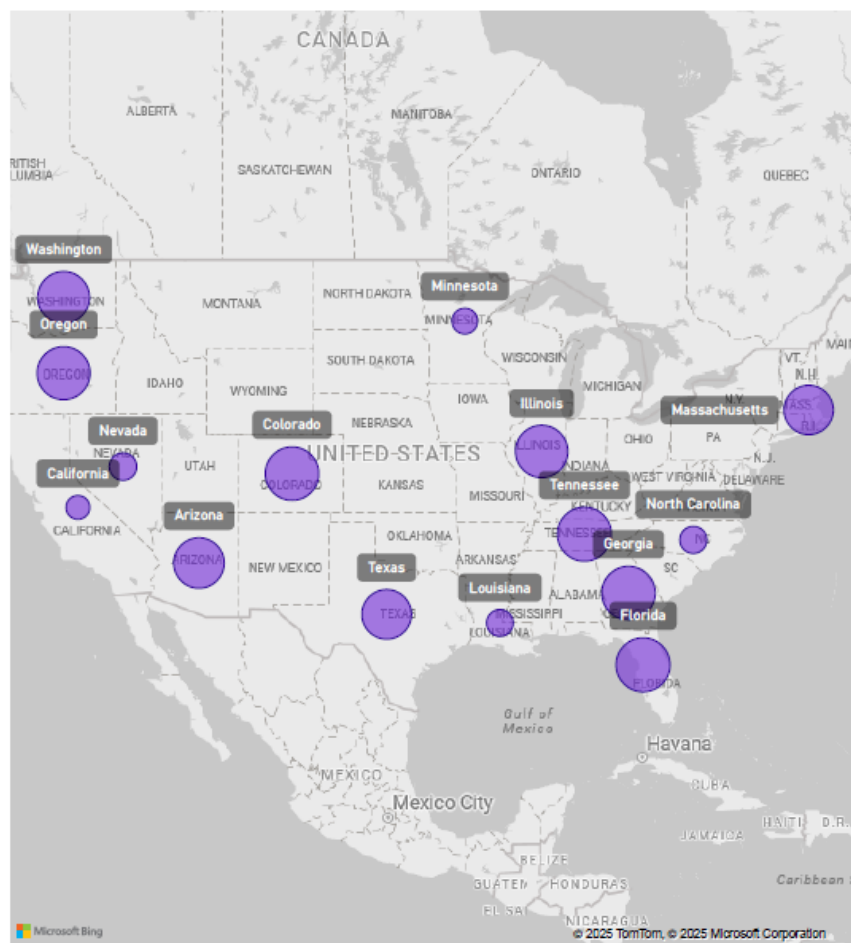 CANADA
ALBERTA
MANITOBA
RITISH
LUMBIA
SASKATCHEWAN
ONTARIO
QUEBEC
Washington
WASHINGTON
Oregon
OREGON
MONTANA
NORTH DAKOTA
Minnesota
MINNESOTA
SOUTH DAKOTA
WISCONSIN
MICHIGAN
MAIN
VT.
N.H.
IDAHO
WYOMING
IOWA
Illinois
ILLINOIS
Massachusetts
N.Y.
MASS.
R.I.
Nevada
NEVADA
Colorado
COLORADO
NEBRASKA
UNITED STATES
OHIO
PA
N.J.
INDIANA
California
CALIFORNIA
UTAH
KANSAS
MISSOURI
WEST VIRGINIA
DELAWARE
Tennessee
TENNESSEE
KENTUCKY
North Carolina
NC
Arizona
ARIZONA
NEW MEXICO
OKLAHOMA
ARKANSAS
Georgia
SC
Texas
TEXAS
Louisiana
LOUISIANA
MISSISSIPPI
ALABAMA
Florida
FLORIDA
Gulf of
Mexico
Havana
MEXICO
CUBA
Mexico City
HAITI
D.R.
JAMAICA
BELIZE
GUATEM
HONDURAS
Caribbean
EL SAL
NICARAGUA
Microsoft Bing
© 2025 TomTom, © 2025 Microsoft Corporation